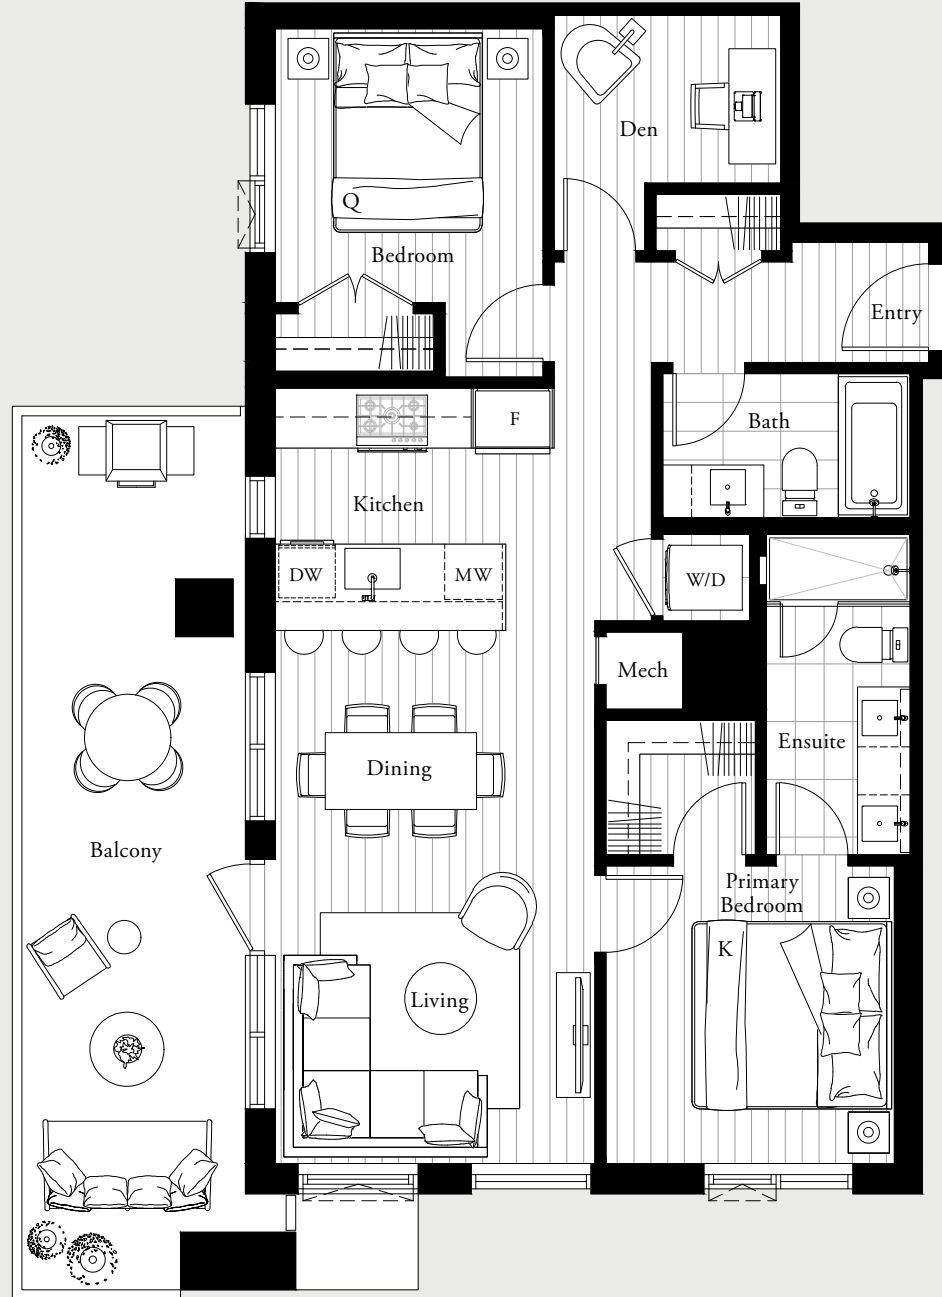 Den
Q
Bedroom
Entry
F
Bath
Kitchen
DW
MW
W/D
Mech
Ensuite
Dining
Balcony
Primary
Bedroom
K
Living